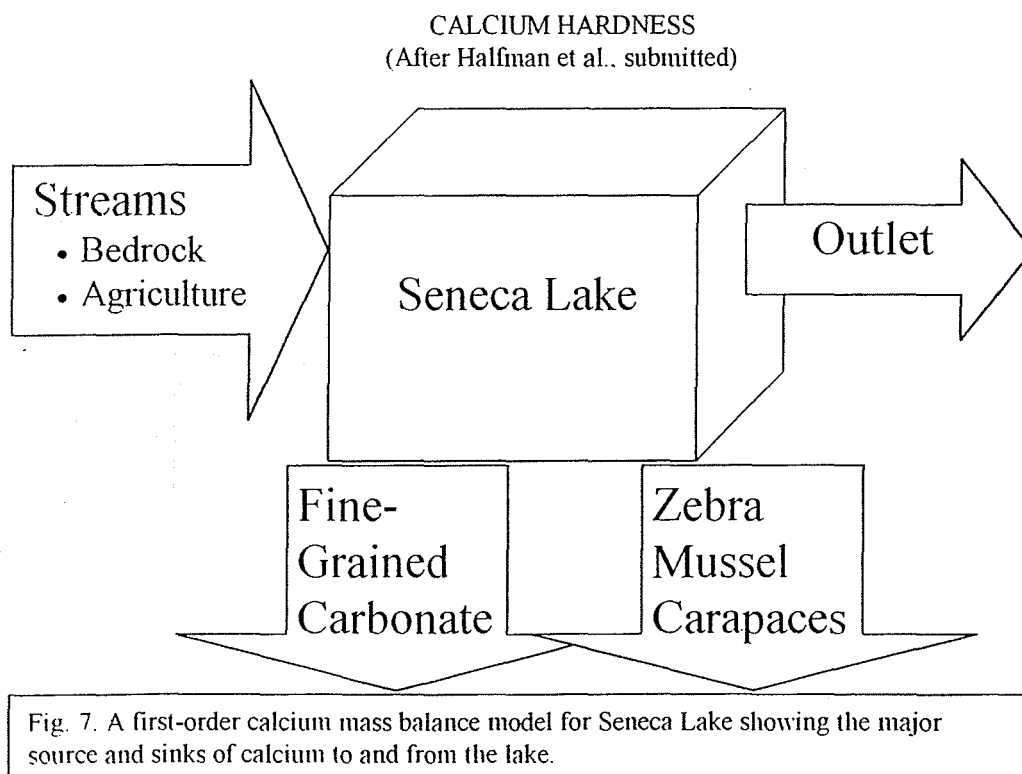 CALCIUM HARDNESS
(After Halfman et al., submitted)
Streams
• Bedrock
• Agriculture
Seneca Lake
Outlet
Fine-
Grained
Carbonate
Zebra
Mussel
Carapaces
Fig. 7. A first-order calcium mass balance model for Seneca Lake showing the major
source and sinks of calcium to and from the lake.